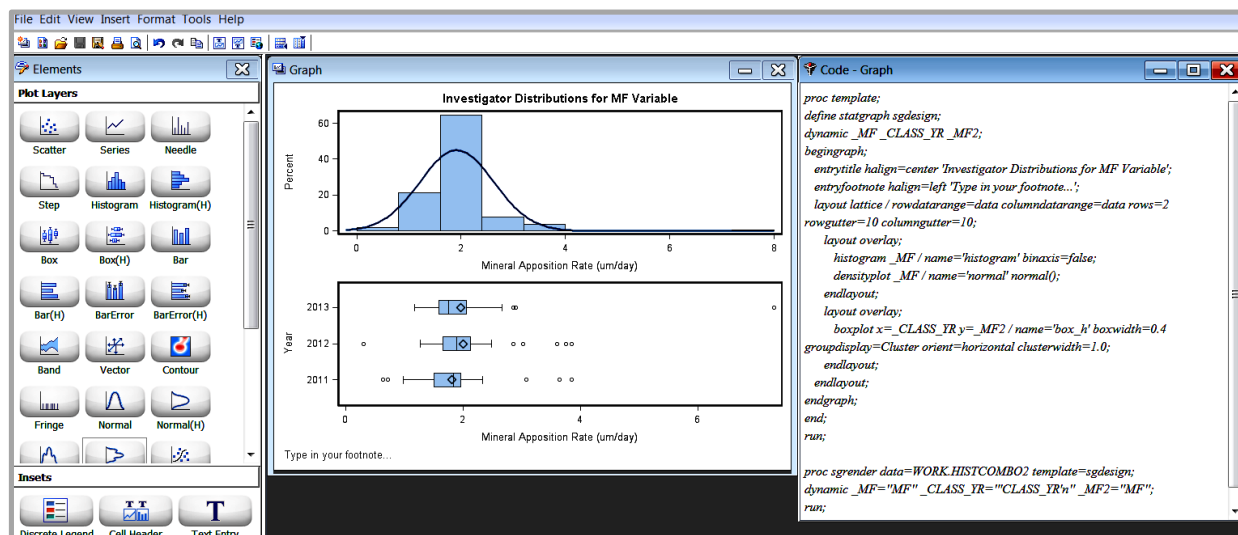 File Edit View Insert Format Tools Help
Elements
Plot Layers
Scatter Series Needle
Step Histogram Histogram(H)
Box Box(H) Bar
Bar(H) BarError BarError(H)
Band Vector Contour
Fringe Normal Normal(H)
Insets
Discrete Legend Cell Header Text Entry
Graph
Investigator Distributions for MF Variable
Percent
60
40
20
0
0 2 4 6 8
Mineral Apposition Rate (um/day)
Year
2013
2012
2011
0 2 4 6
Mineral Apposition Rate (um/day)
Type in your footnote...
Code - Graph
proc template;
define statgraph sgdesign;
dynamic _MF _CLASS_YR _MF2;
begingraph;
entrytitle halign=center 'Investigator Distributions for MF Variable';
entryfootnote halign=left 'Type in your footnote...';
layout lattice / rowdatarange=data columndatarange=data rows=2
rowgutter=10 columngutter=10;
layout overlay;
histogram _MF / name='histogram' binaxis=false;
densityplot _MF / name='normal' normal();
endlayout;
layout overlay;
boxplot x=_CLASS_YR y=_MF2 / name='box_h' boxwidth=0.4
groupdisplay=Cluster orient=horizontal clusterwidth=1.0;
endlayout;
endlayout;
endgraph;
end;
run;
proc sgrender data=WORK.HISTCOMBO2 template=sgdesign;
dynamic _MF="MF" _CLASS_YR="'CLASS_YR'n" _MF2="MF";
run;